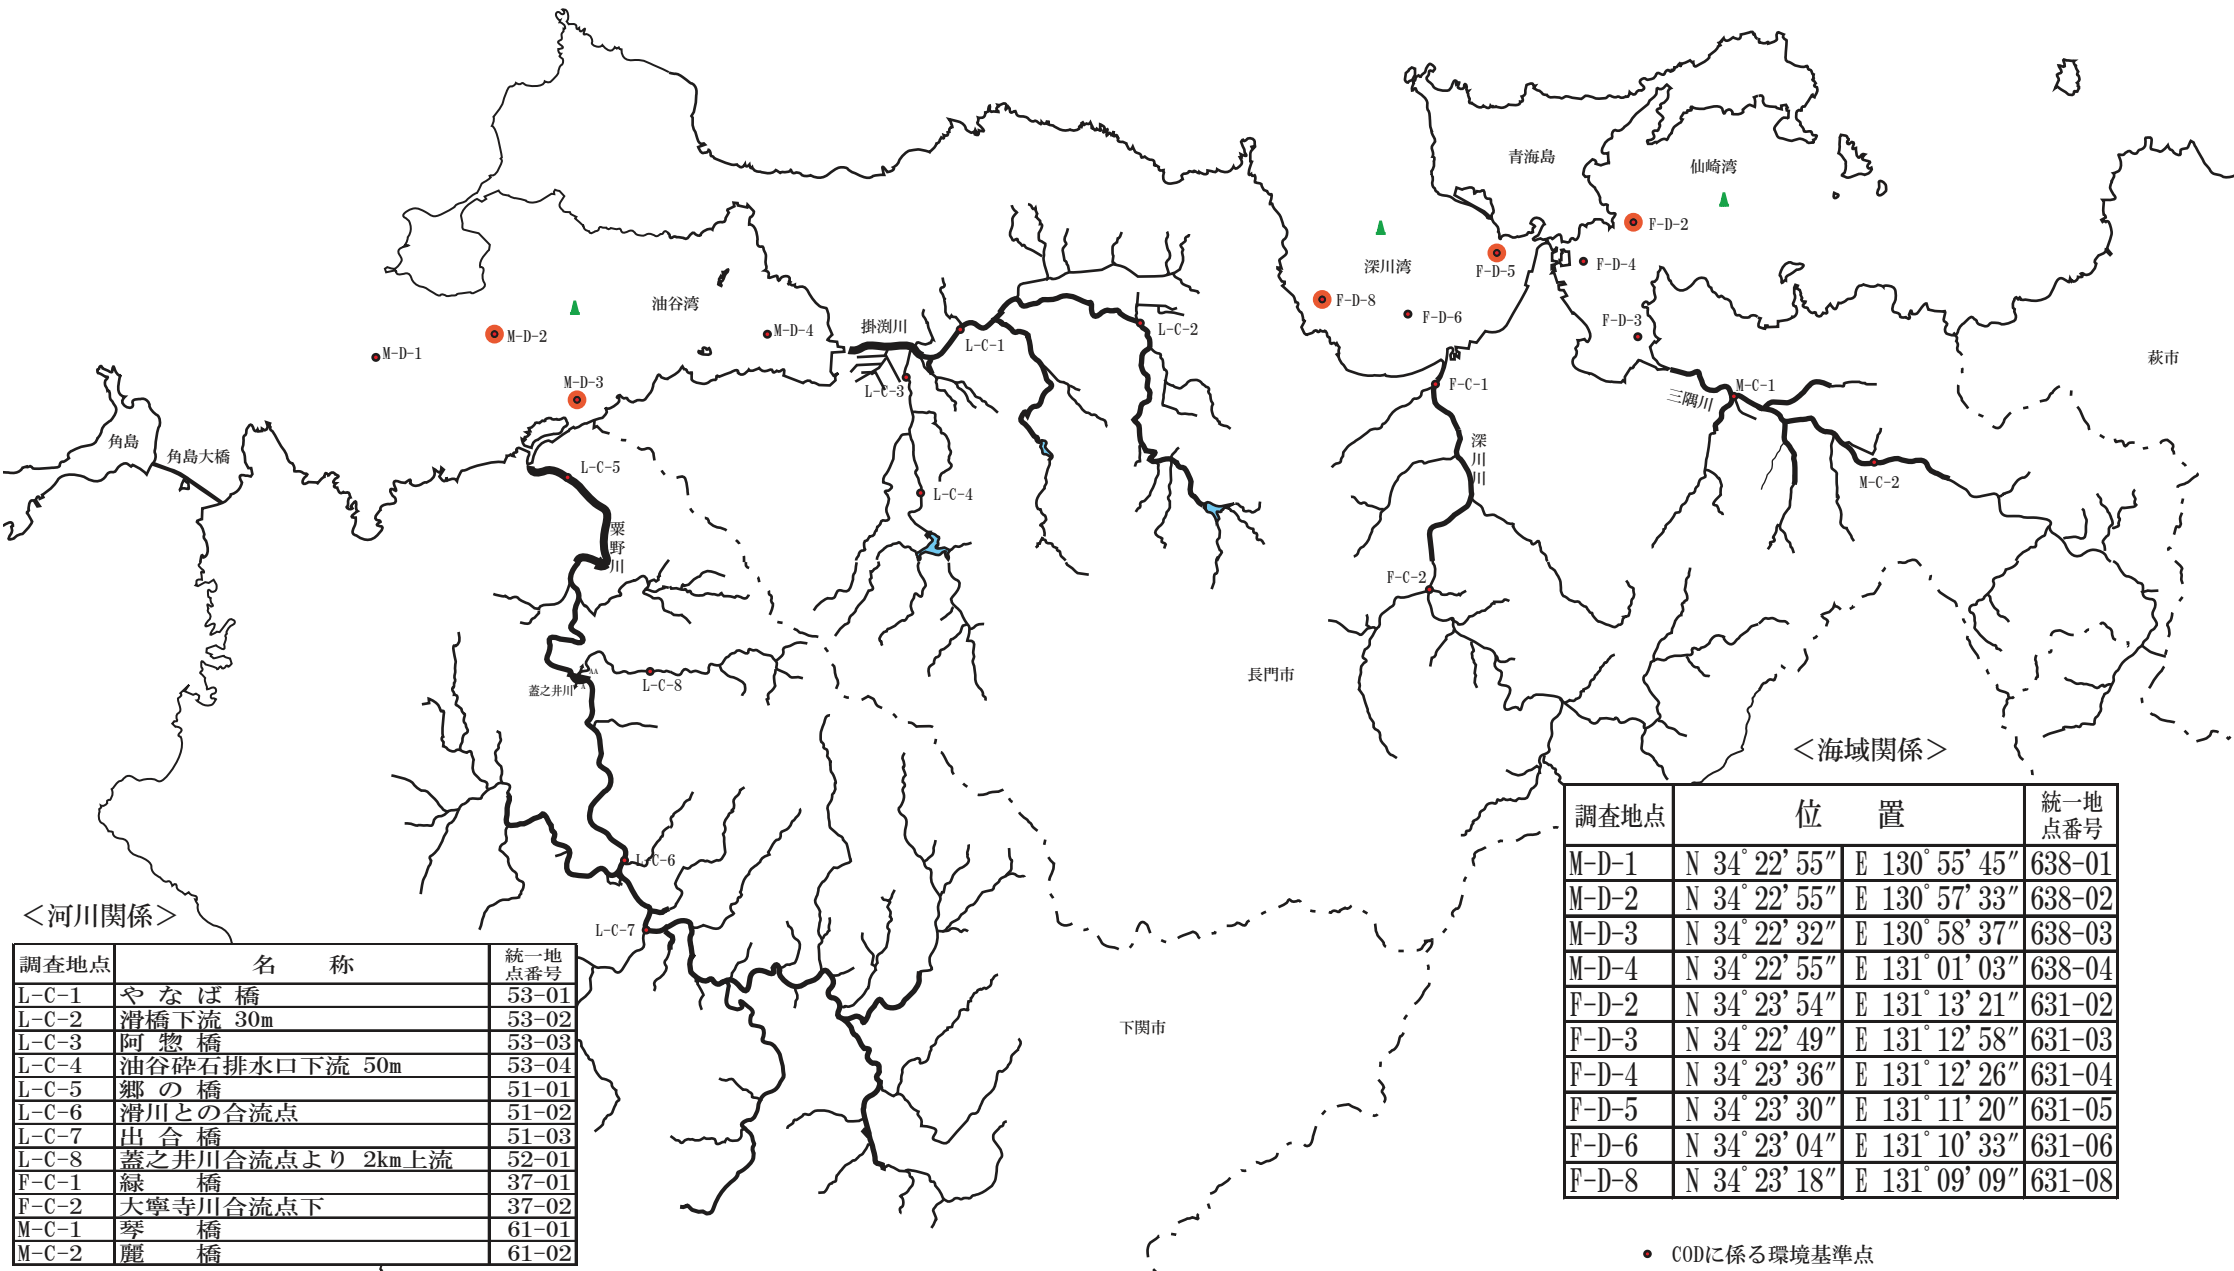 青海島
仙崎湾
F-D-2
F-D-4
F-D-5
深川湾
F-D-8
F-D-6
F-D-3
油谷湾
M-D-4
M-D-2
M-D-1
M-D-3
掛渕川
L-C-1
L-C-2
L-C-3
L-C-4
萩市
M-C-1
三隅川
M-C-2
F-C-1
深川川
F-C-2
角島
角島大橋
L-C-5
粟野川
L-C-8
AA
A
蓋之井川
長門市
L-C-6
L-C-7
下関市
＜河川関係＞
調査地点 名 称 統一地点番号
L-C-1 やなば橋 53-01
L-C-2 滑橋下流 30m 53-02
L-C-3 阿惣橋 53-03
L-C-4 油谷砕石排水口下流 50m 53-04
L-C-5 郷の橋 51-01
L-C-6 滑川との合流点 51-02
L-C-7 出合橋 51-03
L-C-8 蓋之井川合流点より 2km上流 52-01
F-C-1 緑 橋 37-01
F-C-2 大寧寺川合流点下 37-02
M-C-1 琴 橋 61-01
M-C-2 麗 橋 61-02
＜海域関係＞
調査地点 位 置 統一地点番号
M-D-1 N 34°22’55″ E 130°55’45″ 638-01
M-D-2 N 34°22’55″ E 130°57’33″ 638-02
M-D-3 N 34°22’32″ E 130°58’37″ 638-03
M-D-4 N 34°22’55″ E 131°01’03″ 638-04
F-D-2 N 34°23’54″ E 131°13’21″ 631-02
F-D-3 N 34°22’49″ E 131°12’58″ 631-03
F-D-4 N 34°23’36″ E 131°12’26″ 631-04
F-D-5 N 34°23’30″ E 131°11’20″ 631-05
F-D-6 N 34°23’04″ E 131°10’33″ 631-06
F-D-8 N 34°23’18″ E 131°09’09″ 631-08
CODに係る環境基準点